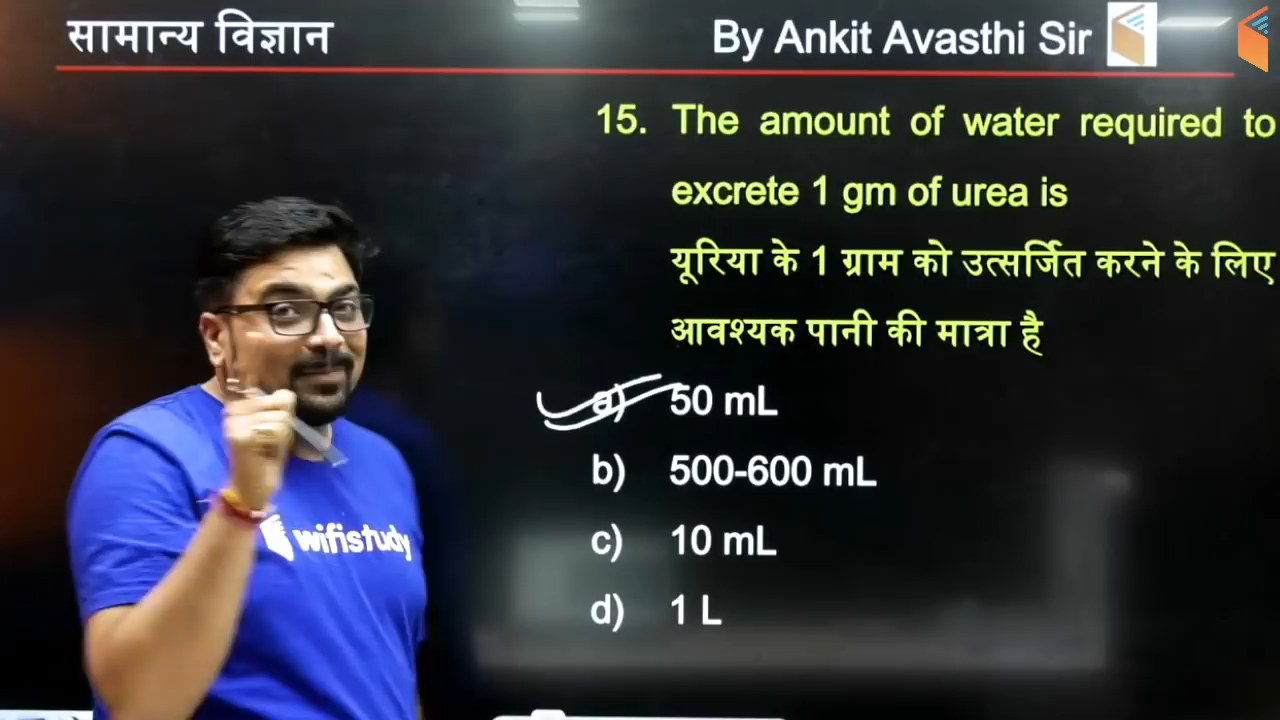 सामान्य विज्ञान
By Ankit Avasthi Sir
15. The amount of water required to
excrete 1 gm of urea is
यूरिया के 1 ग्राम को उत्सर्जित करने के लिए
आवश्यक पानी की मात्रा है
a) 50 mL
b) 500-600 mL
c) 10 mL
d) 1 L
wifistudy